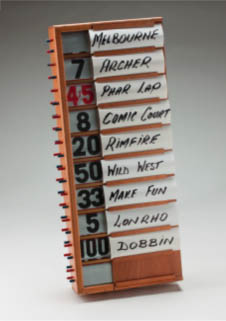 MELBOURNE
7 ARCHER
45 PHAR LAP
8 COMIC COURT
20 RIMFIRE
50 WILD WEST
33 MAKE FUN
5 LONRHO
100 DOBBIN